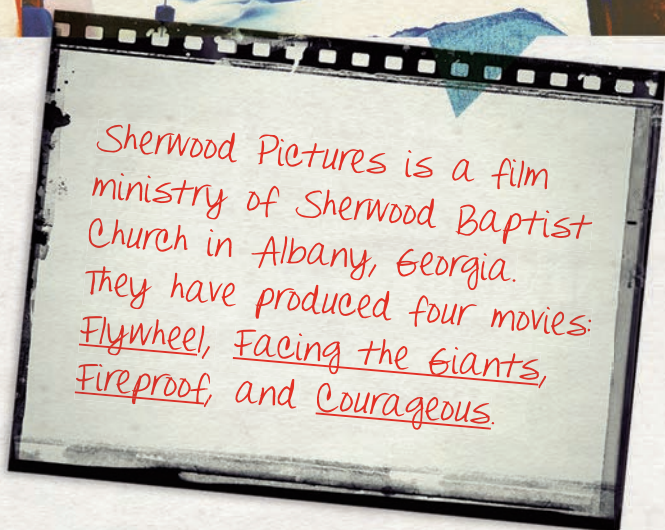 Sherwood Pictures is a film
ministry of Sherwood Baptist
Church in Albany, Georgia.
They have produced four movies:
Flywheel, Facing the Giants,
Fireproof, and Courageous.